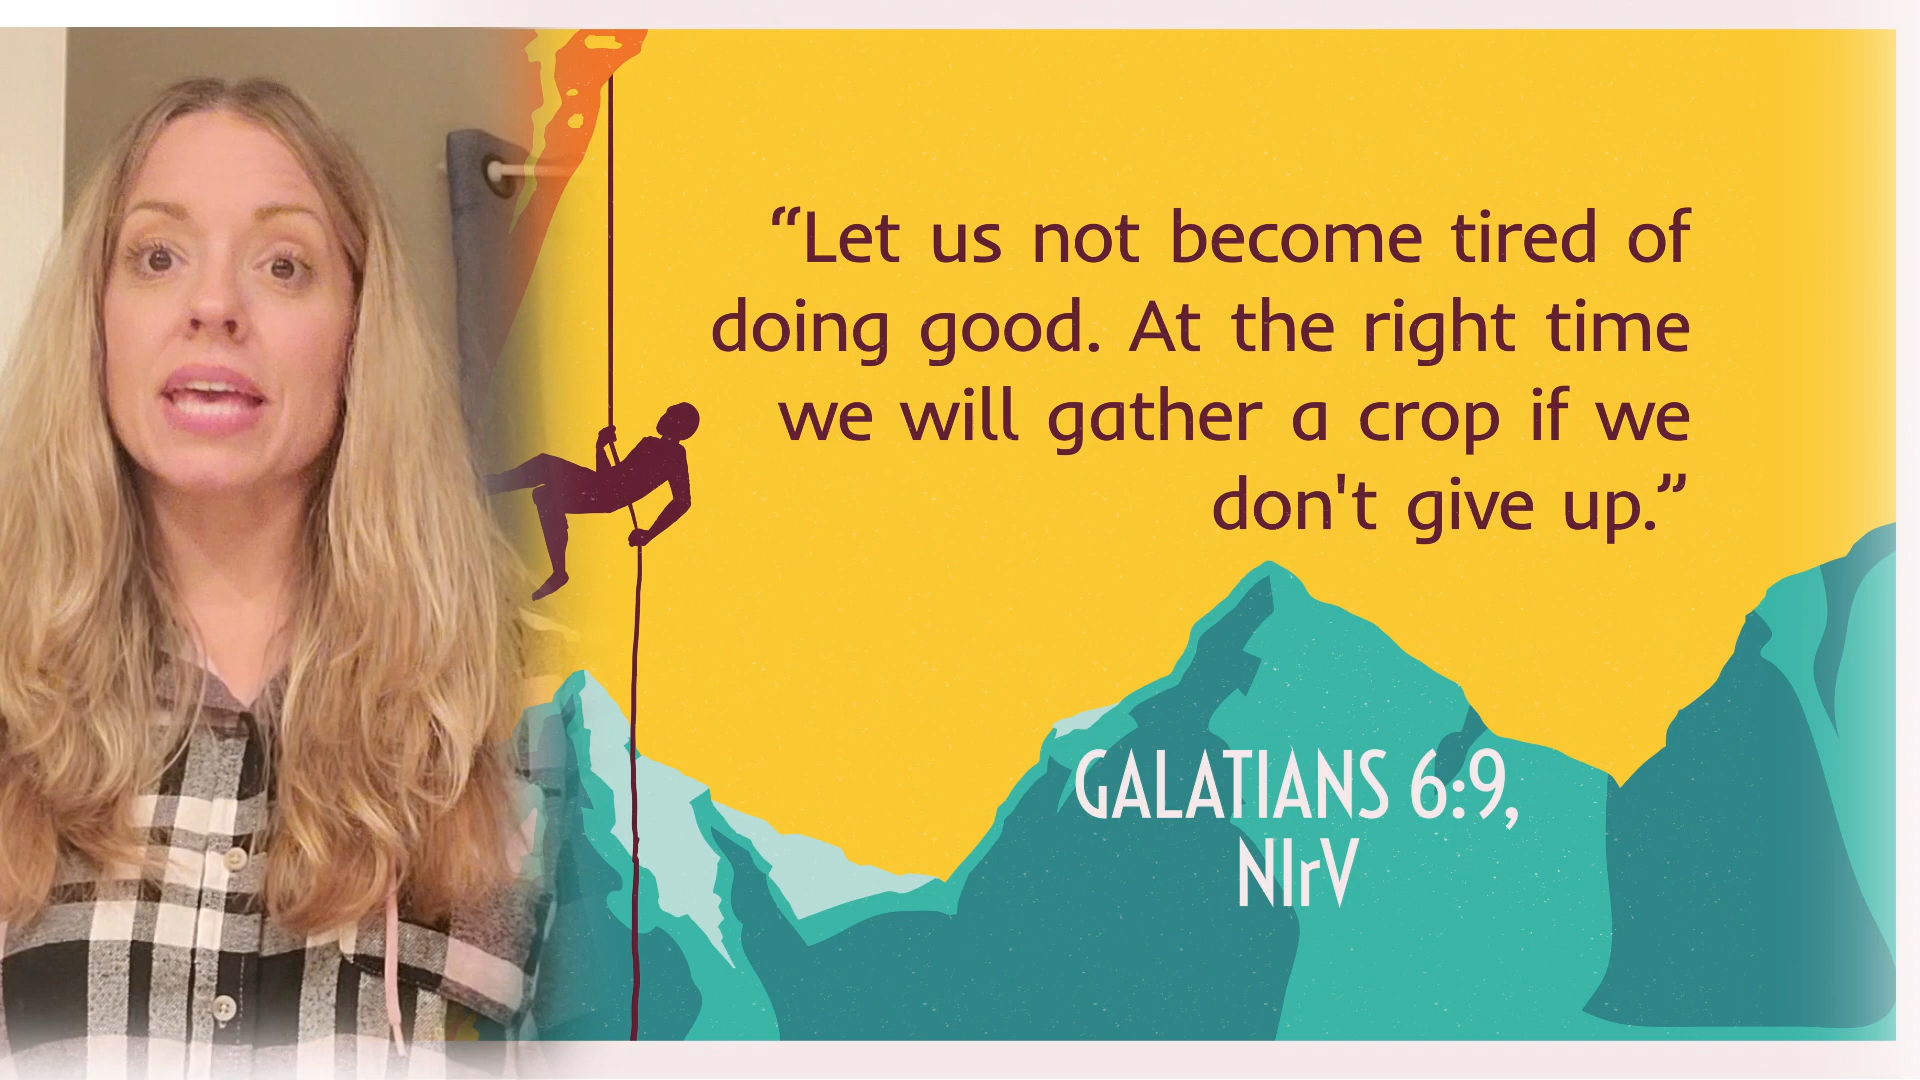 “Let us not become tired of
doing good. At the right time
we will gather a crop if we
don't give up.”
GALATIANS 6:9,
NIrV